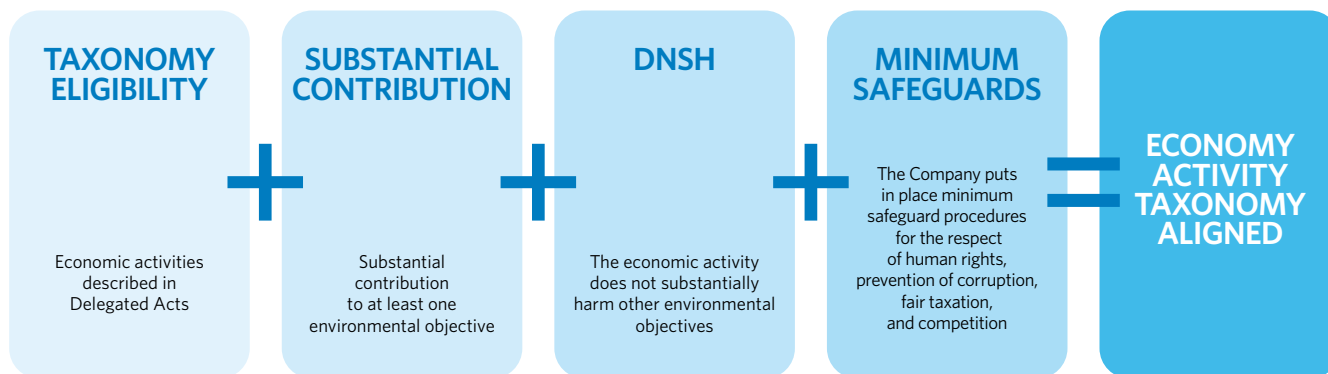 TAXONOMY
ELIGIBILITY
Economic activities
described in
Delegated Acts
SUBSTANTIAL
CONTRIBUTION
Substantial
contribution
to at least one
environmental objective
DNSH
The economic activity
does not substantially
harm other environmental
objectives
MINIMUM
SAFEGUARDS
The Company puts
in place minimum
safeguard procedures
for the respect
of human rights,
prevention of corruption,
fair taxation,
and competition
ECONOMY
ACTIVITY
TAXONOMY
ALIGNED